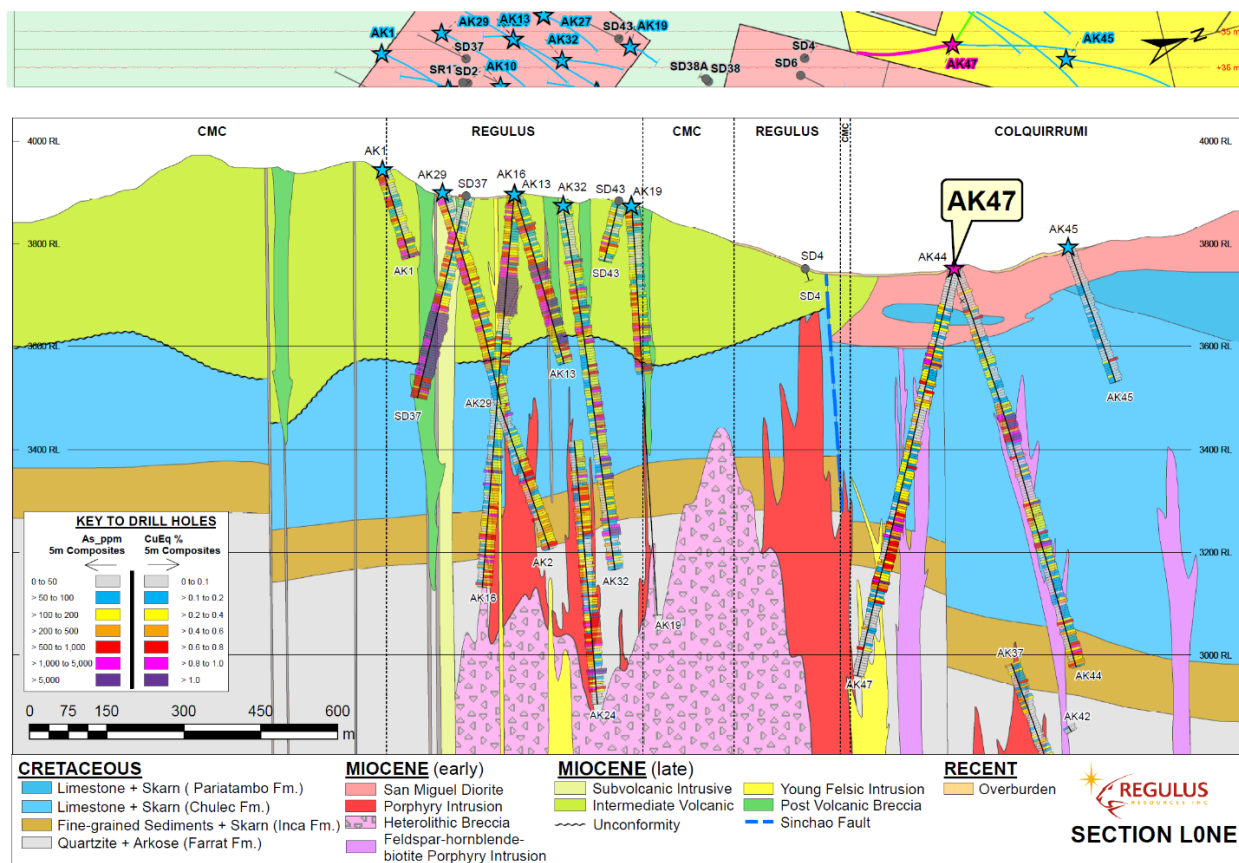 AK29
AK13
AK27
SD43
AK19
AK1
SD37
AK32
SD4
AK47
AK45
SR1
SD2
AK10
SD38A
SD38
SD6
N
+36 m
CMC
REGULUS
CMC
REGULUS
CMC
COLQUIRRUMI
4000 RL
4000 RL
AK1
AK29
SD37
AK16
AK13
AK32
SD43
AK19
AK47
AK44
AK45
3800 RL
3800 RL
AK1
SD43
SD4
SD4
3600 RL
3600 RL
AK13
AK45
SD37
AK29
3400 RL
3400 RL
KEY TO DRILL HOLES
As_ppm CuEq %
5m Composites 5m Composites
0 to 50 0 to 0.1
> 50 to 100 > 0.1 to 0.2
> 100 to 200 > 0.2 to 0.4
> 200 to 500 > 0.4 to 0.6
> 500 to 1,000 > 0.6 to 0.8
> 1,000 to 5,000 > 0.8 to 1.0
> 5,000 > 1.0
3200 RL
AK2
AK32
AK16
AK19
3000 RL
AK37
AK44
AK47
AK24
AK42
0 75 150 300 450 600
m
CRETACEOUS
Limestone + Skarn ( Pariatambo Fm.)
Limestone + Skarn (Chulec Fm.)
Fine-grained Sediments + Skarn (Inca Fm.)
Quartzite + Arkose (Farrat Fm.)
MIOCENE (early)
San Miguel Diorite
Porphyry Intrusion
Heterolithic Breccia
Feldspar-hornblende-
biotite Porphyry Intrusion
MIOCENE (late)
Subvolcanic Intrusive
Intermediate Volcanic
Unconformity
Young Felsic Intrusion
Post Volcanic Breccia
Sinchao Fault
RECENT
Overburden
REGULUS
RESOURCES INC
SECTION L0NE